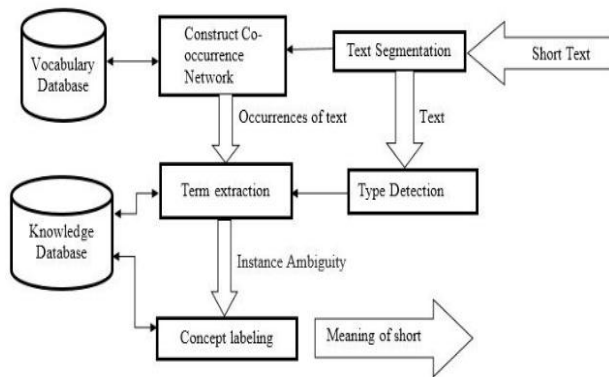 Vocabulary
Database
Construct Co-
occurrence
Network
Text Segmentation
Short Text
Occurrences of text
Text
Knowledge
Database
Term extraction
Type Detection
Instance Ambiguity
Concept labeling
Meaning of short